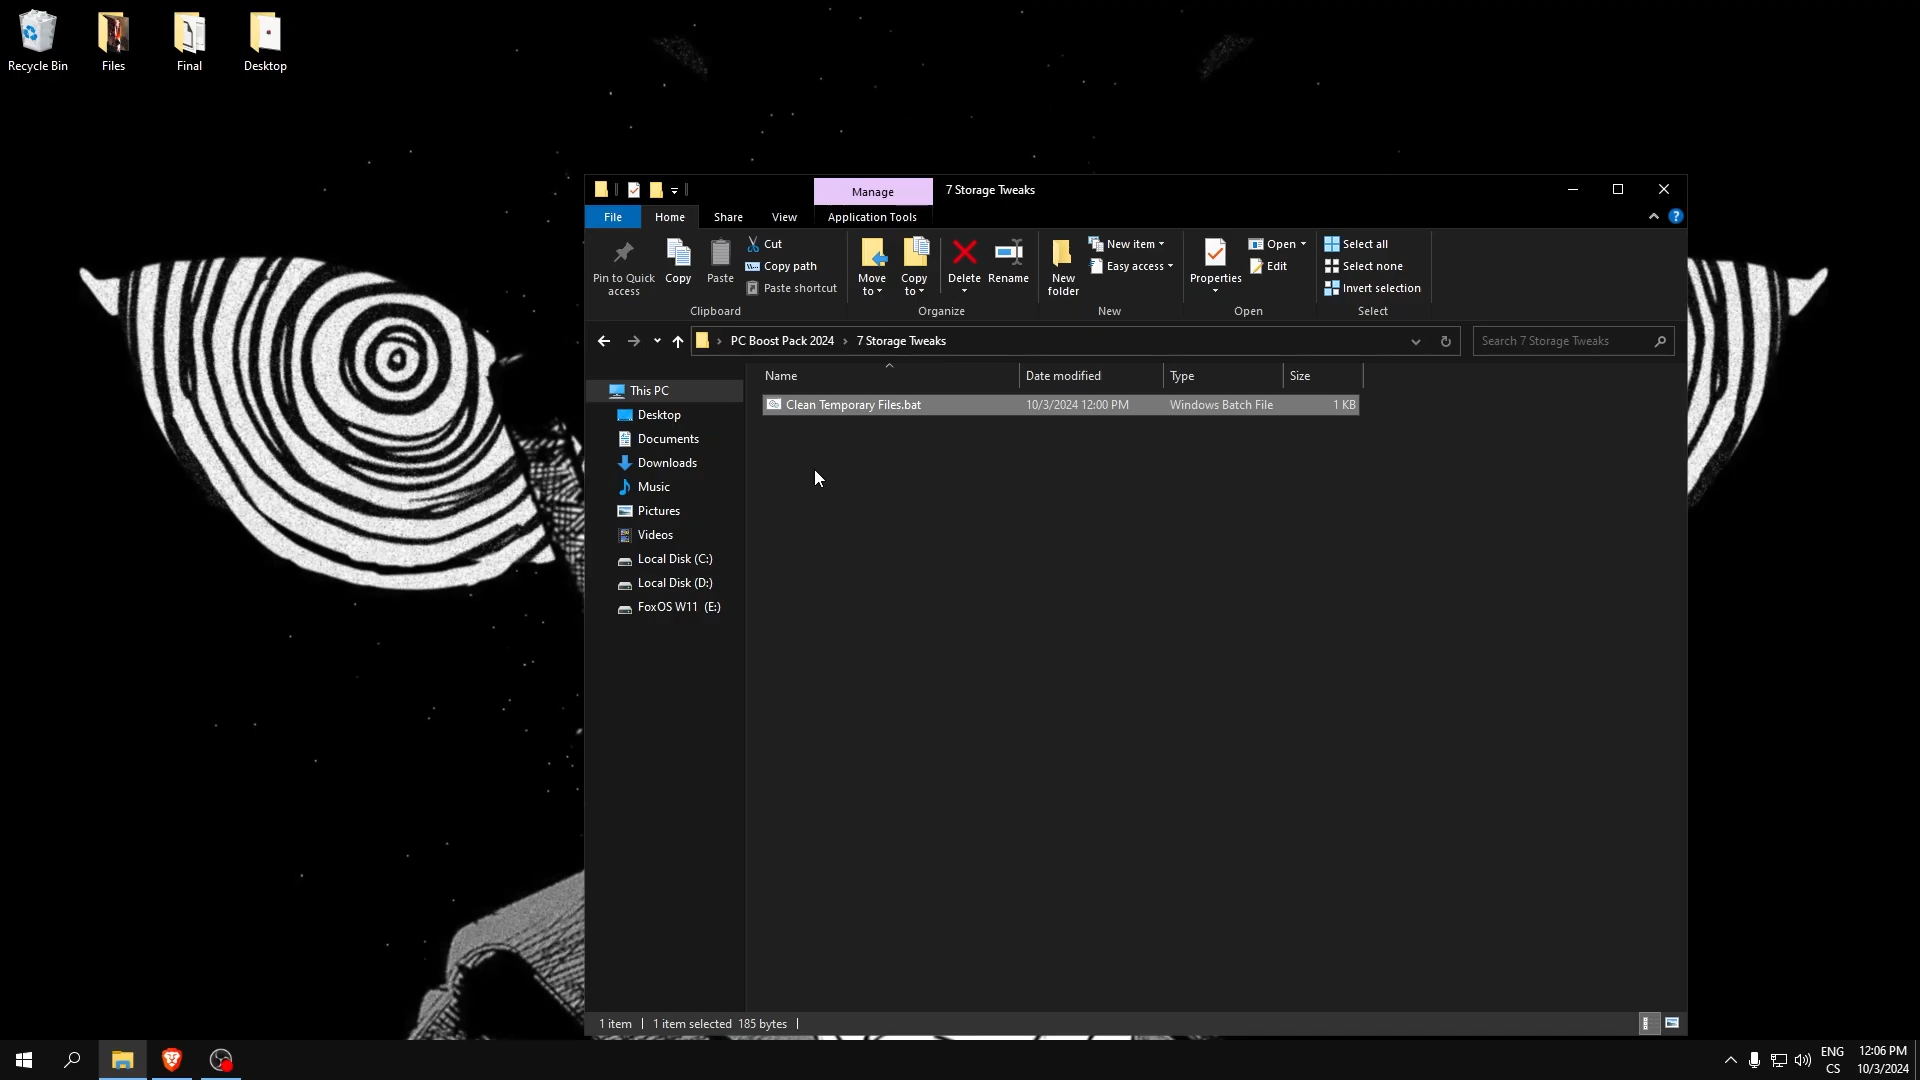 Recycle Bin
Files
Final
Desktop
Manage
7 Storage Tweaks
File
Home
Share
View
Application Tools
Pin to Quick access
Copy
Paste
Cut
Copy path
Paste shortcut
Clipboard
Move to
Copy to
Delete
Rename
Organize
New folder
New item
Easy access
New
Properties
Open
Edit
Open
Select all
Select none
Invert selection
Select
PC Boost Pack 2024 › 7 Storage Tweaks
Search 7 Storage Tweaks
This PC
Desktop
Documents
Downloads
Music
Pictures
Videos
Local Disk (C:)
Local Disk (D:)
FoxOS W11 (E:)
Name Date modified Type Size
Clean Temporary Files.bat 10/3/2024 12:00 PM Windows Batch File 1 KB
1 item 1 item selected 185 bytes
ENG
CS
12:06 PM
10/3/2024